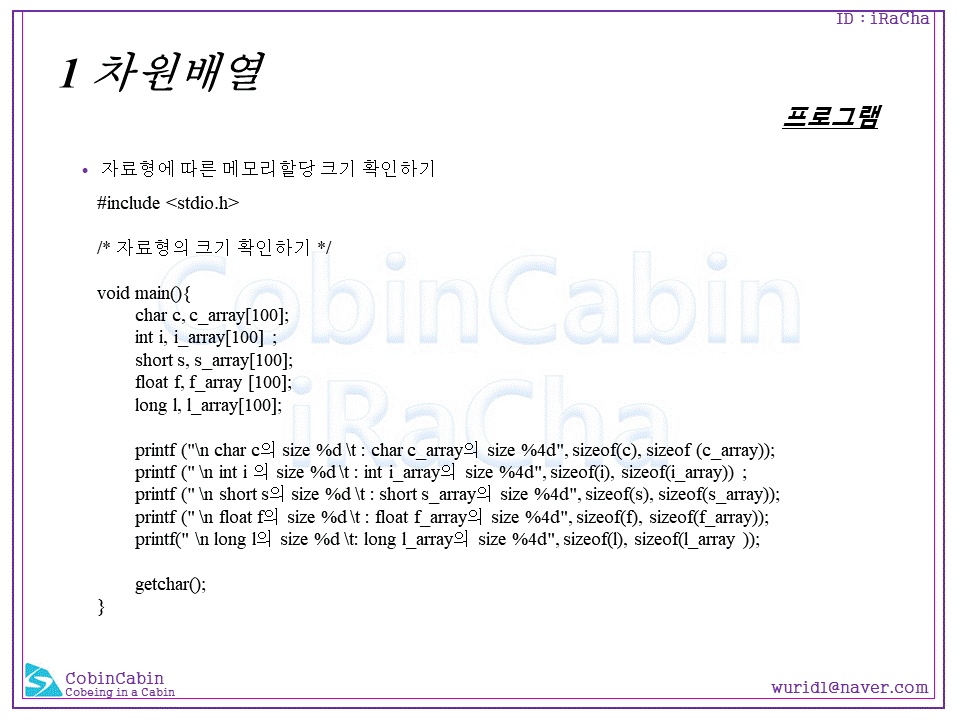 ID : iRaCha
1 차원배열
프로그램
• 자료형에 따른 메모리할당 크기 확인하기
#include <stdio.h>
/* 자료형의 크기 확인하기 */
void main(){
char c, c_array[100];
int i, i_array[100] ;
short s, s_array[100];
float f, f_array [100];
long l, l_array[100];
printf ("\n char c의 size %d \t : char c_array의 size %4d", sizeof(c), sizeof (c_array));
printf (" \n int i 의 size %d \t : int i_array의 size %4d", sizeof(i), sizeof(i_array)) ;
printf (" \n short s의 size %d \t : short s_array의 size %4d", sizeof(s), sizeof(s_array));
printf (" \n float f의 size %d \t : float f_array의 size %4d", sizeof(f), sizeof(f_array));
printf(" \n long l의 size %d \t: long l_array의 size %4d", sizeof(l), sizeof(l_array ));
getchar();
}
CobinCabin
iRaCha
CobinCabin
Cobeing in a Cabin
wurid1@naver.com